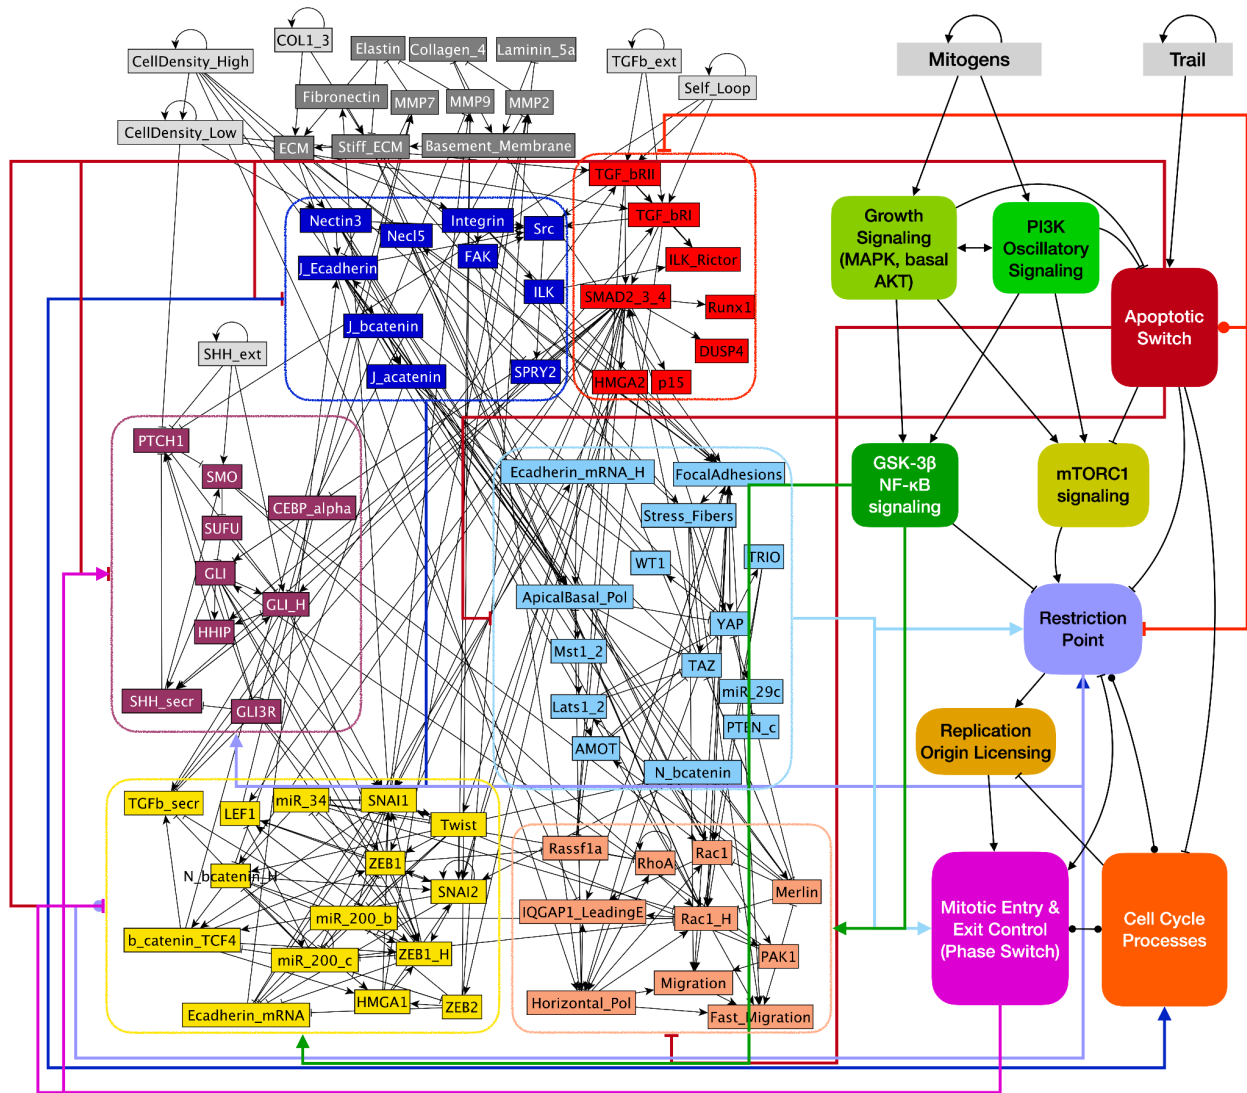 COL1_3
Mitogens
Trail
CellDensity_High
Elastin
Collagen_4
Laminin_5a
TGFb_ext
Self_Loop
Fibronectin
MMP7
MMP9
MMP2
CellDensity_Low
ECM
Stiff_ECM
Basement_Membrane
TGF_bRII
TGF_bRI
ILK_Rictor
SMAD2_3_4
Runx1
DUSP4
HMGA2
p15
Nectin3
Necl5
Integrin
Src
FAK
J_Ecadherin
ILK
J_bcatenin
J_acatenin
SPRY2
Growth
Signaling
(MAPK, basal
AKT)
PI3K
Oscillatory
Signaling
Apoptotic
Switch
SHH_ext
PTCH1
SMO
CEBP_alpha
SUFU
GLI
GLI_H
HHIP
SHH_secr
GLI3R
Ecadherin_mRNA_H
FocalAdhesions
Stress_Fibers
WT1
TRIO
ApicalBasal_Pol
YAP
Mst1_2
TAZ
miR_29c
Lats1_2
PTEN_c
AMOT
N_bcatenin
GSK-3β
NF-κB
signaling
mTORC1
signaling
Restriction
Point
Replication
Origin Licensing
TGFb_secr
LEF1
miR_34
SNAI1
Twist
ZEB1
N_bcatenin_H
SNAI2
miR_200_b
b_catenin_TCF4
miR_200_c
ZEB1_H
HMGA1
ZEB2
Ecadherin_mRNA
Rassf1a
RhoA
Rac1
Merlin
IQGAP1_LeadingE
Rac1_H
PAK1
Migration
Horizontal_Pol
Fast_Migration
Mitotic Entry &
Exit Control
(Phase Switch)
Cell Cycle
Processes